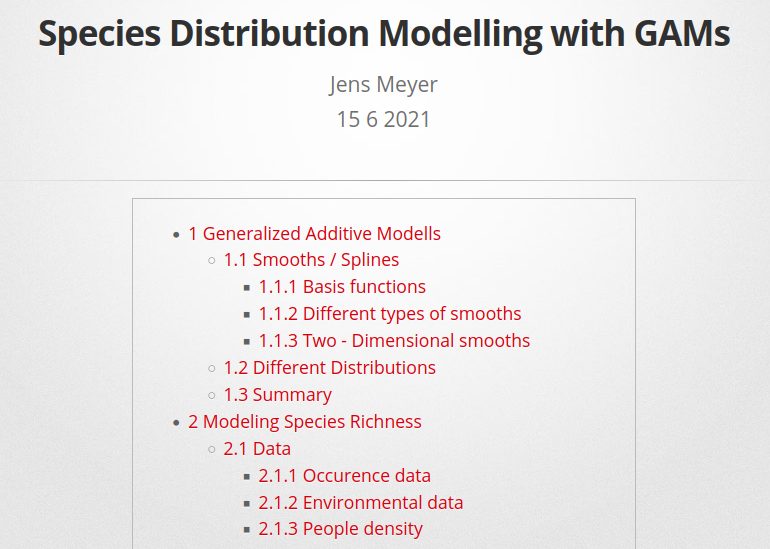 Species Distribution Modelling with GAMs
Jens Meyer
15 6 2021
1 Generalized Additive Modells
1.1 Smooths / Splines
1.1.1 Basis functions
1.1.2 Different types of smooths
1.1.3 Two - Dimensional smooths
1.2 Different Distributions
1.3 Summary
2 Modeling Species Richness
2.1 Data
2.1.1 Occurence data
2.1.2 Environmental data
2.1.3 People density